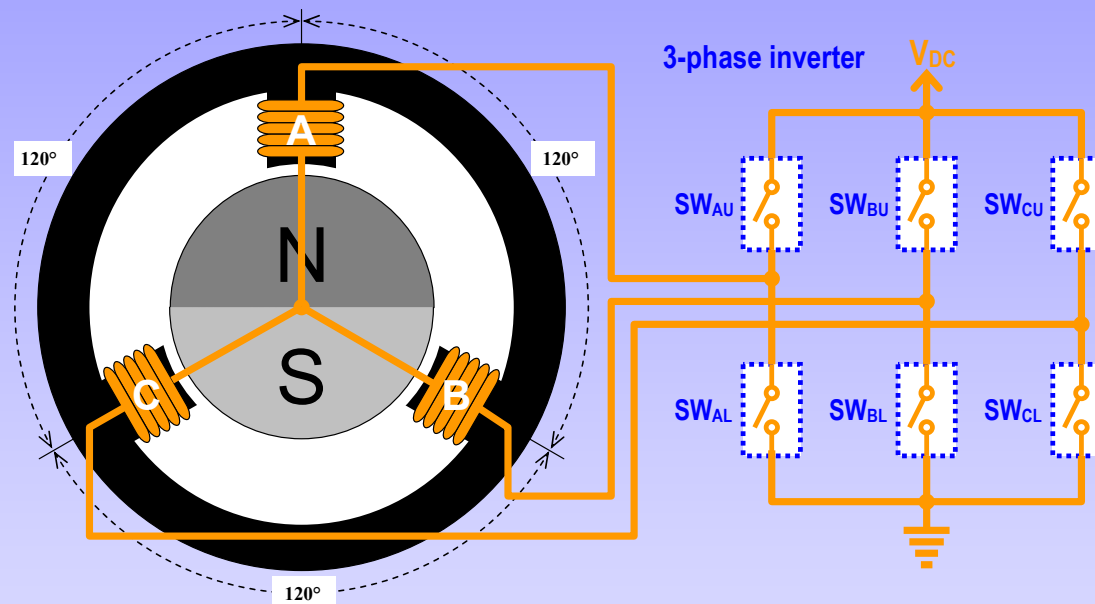 3-phase inverter
VDC
A
120°
120°
SWAU
SWBU
SWCU
N
S
C
B
SWAL
SWBL
SWCL
120°